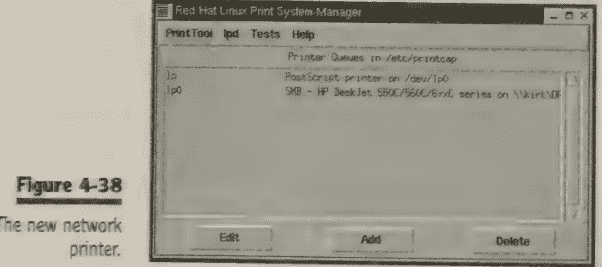 Red Hat Linux Print System Manager
PrintTool lpd Tests Help
Printer Queues in /etc/printcap
lp PostScript printer on /dev/lp0
lp0 SMB - HP DeskJet 550C/560C/6xxC series on \\kirk\
Edit Add Delete
Figure 4-38
The new network
printer.